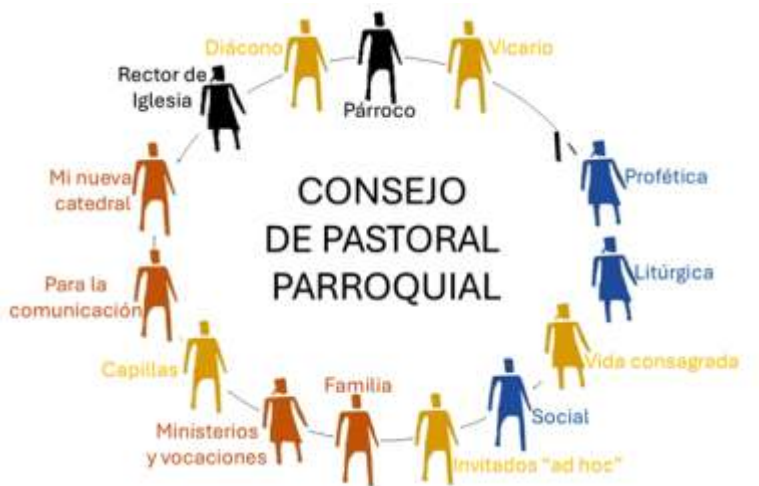 Diácono
Vicario
Rector de
Iglesia
Párroco
Mi nueva
catedral
Profética
CONSEJO
DE PASTORAL
PARROQUIAL
Litúrgica
Para la
comunicación
Capillas
Vida consagrada
Familia
Social
Ministerios
y vocaciones
Invitados "ad hoc"